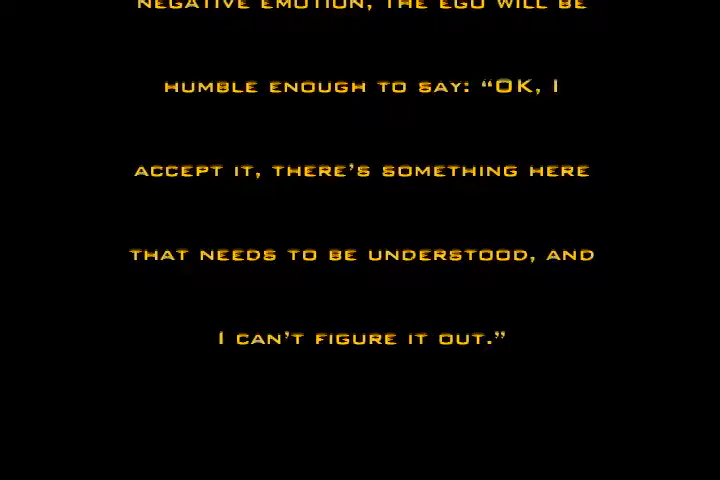 NEGATIVE EMOTION, THE EGO WILL BE
HUMBLE ENOUGH TO SAY: “OK, I
ACCEPT IT, THERE’S SOMETHING HERE
THAT NEEDS TO BE UNDERSTOOD, AND
I CAN’T FIGURE IT OUT.”